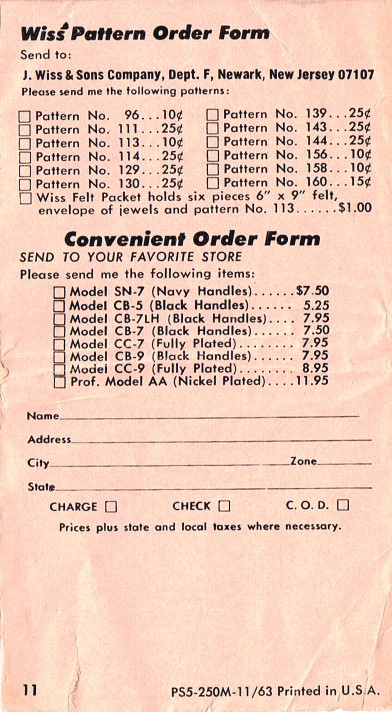 Wiss Pattern Order Form
Send to:
J. Wiss & Sons Company, Dept. F, Newark, New Jersey 07107
Please send me the following patterns:
Pattern No. 96...10¢
Pattern No. 111...25¢
Pattern No. 113...10¢
Pattern No. 114...25¢
Pattern No. 129...25¢
Pattern No. 130...25¢
Pattern No. 139...25¢
Pattern No. 143...25¢
Pattern No. 144...25¢
Pattern No. 156...10¢
Pattern No. 158...10¢
Pattern No. 160...15¢
Wiss Felt Packet holds six pieces 6" x 9" felt,
envelope of jewels and pattern No. 113......$1.00
Convenient Order Form
SEND TO YOUR FAVORITE STORE
Please send me the following items:
Model SN-7 (Navy Handles)......$7.50
Model CB-5 (Black Handles)...... 5.25
Model CB-7LH (Black Handles).... 7.95
Model CB-7 (Black Handles)...... 7.50
Model CC-7 (Fully Plated)........ 7.95
Model CB-9 (Black Handles)...... 7.95
Model CC-9 (Fully Plated)........ 8.95
Prof. Model AA (Nickel Plated)....11.95
Name
Address
City Zone
State
CHARGE CHECK C. O. D.
Prices plus state and local taxes where necessary.
11 PS5-250M-11/63 Printed in U.S.A.